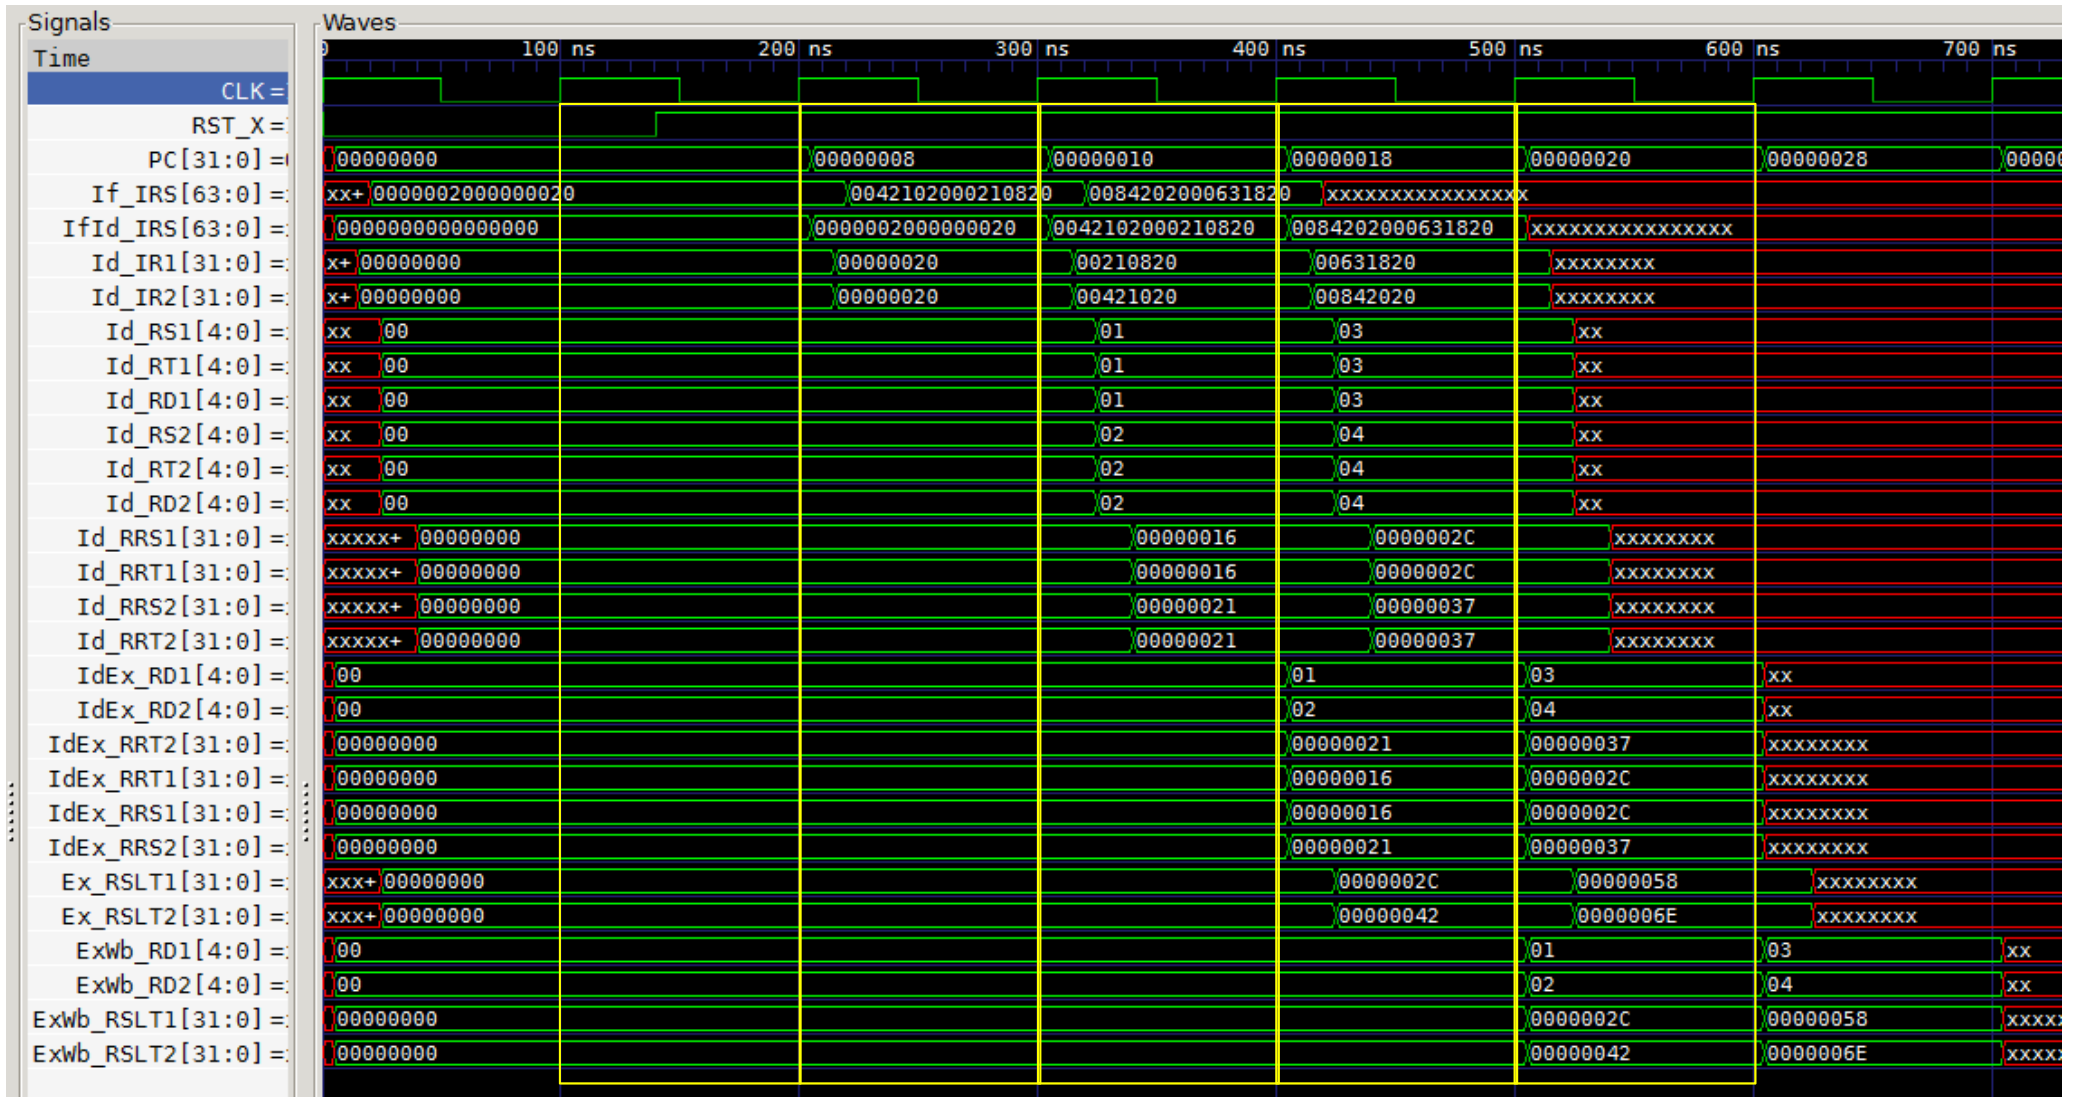 Signals Waves
Time 100 ns 200 ns 300 ns 400 ns 500 ns 600 ns 700 ns
CLK =
RST_X =
PC[31:0] = 00000000 00000008 00000010 00000018 00000020 00000028 0000
If_IRS[63:0] = xx+ 0000002000000020 0042102000210820 0084202000631820 xxxxxxxxxxxxxxxx
IfId_IRS[63:0] = 0000000000000000 0000002000000020 0042102000210820 0084202000631820 xxxxxxxxxxxxxxxx
Id_IR1[31:0] = x+ 00000000 00000020 00210820 00631820 xxxxxxxx
Id_IR2[31:0] = x+ 00000000 00000020 00421020 00842020 xxxxxxxx
Id_RS1[4:0] = xx 00 01 03 xx
Id_RT1[4:0] = xx 00 01 03 xx
Id_RD1[4:0] = xx 00 01 03 xx
Id_RS2[4:0] = xx 00 02 04 xx
Id_RT2[4:0] = xx 00 02 04 xx
Id_RD2[4:0] = xx 00 02 04 xx
Id_RRS1[31:0] = xxxxx+ 00000000 00000016 0000002C xxxxxxxx
Id_RRT1[31:0] = xxxxx+ 00000000 00000016 0000002C xxxxxxxx
Id_RRS2[31:0] = xxxxx+ 00000000 00000021 00000037 xxxxxxxx
Id_RRT2[31:0] = xxxxx+ 00000000 00000021 00000037 xxxxxxxx
IdEx_RD1[4:0] = 00 01 03 xx
IdEx_RD2[4:0] = 00 02 04 xx
IdEx_RRT2[31:0] = 00000000 00000021 00000037 xxxxxxxx
IdEx_RRT1[31:0] = 00000000 00000016 0000002C xxxxxxxx
IdEx_RRS1[31:0] = 00000000 00000016 0000002C xxxxxxxx
IdEx_RRS2[31:0] = 00000000 00000021 00000037 xxxxxxxx
Ex_RSLT1[31:0] = xxx+ 00000000 0000002C 00000058 xxxxxxxx
Ex_RSLT2[31:0] = xxx+ 00000000 00000042 0000006E xxxxxxxx
ExWb_RD1[4:0] = 00 01 03 xx
ExWb_RD2[4:0] = 00 02 04 xx
ExWb_RSLT1[31:0] = 00000000 0000002C 00000058 xxxxx
ExWb_RSLT2[31:0] = 00000000 00000042 0000006E xxxxx